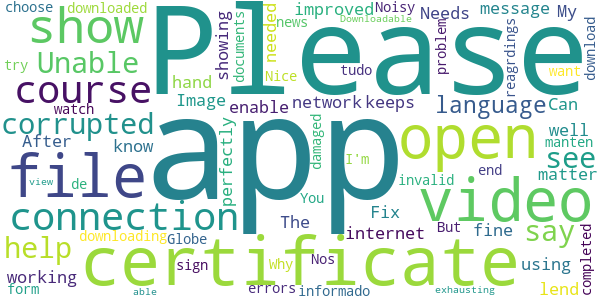 choose downloaded show Please improved Noisy message My
news Downloadable Needs
try Unable documents showing needed Nice tudo problem reagrdings download
hand Image enable network keeps want
course watch language Can
corrupted After know perfectly app open see well
matter manten
file damaged I'm You invalid end video
view de connection The Fix But fine say
help downloading Globe internet using lend
working sign certificate Why Nos completed
form able errors informado exhausting